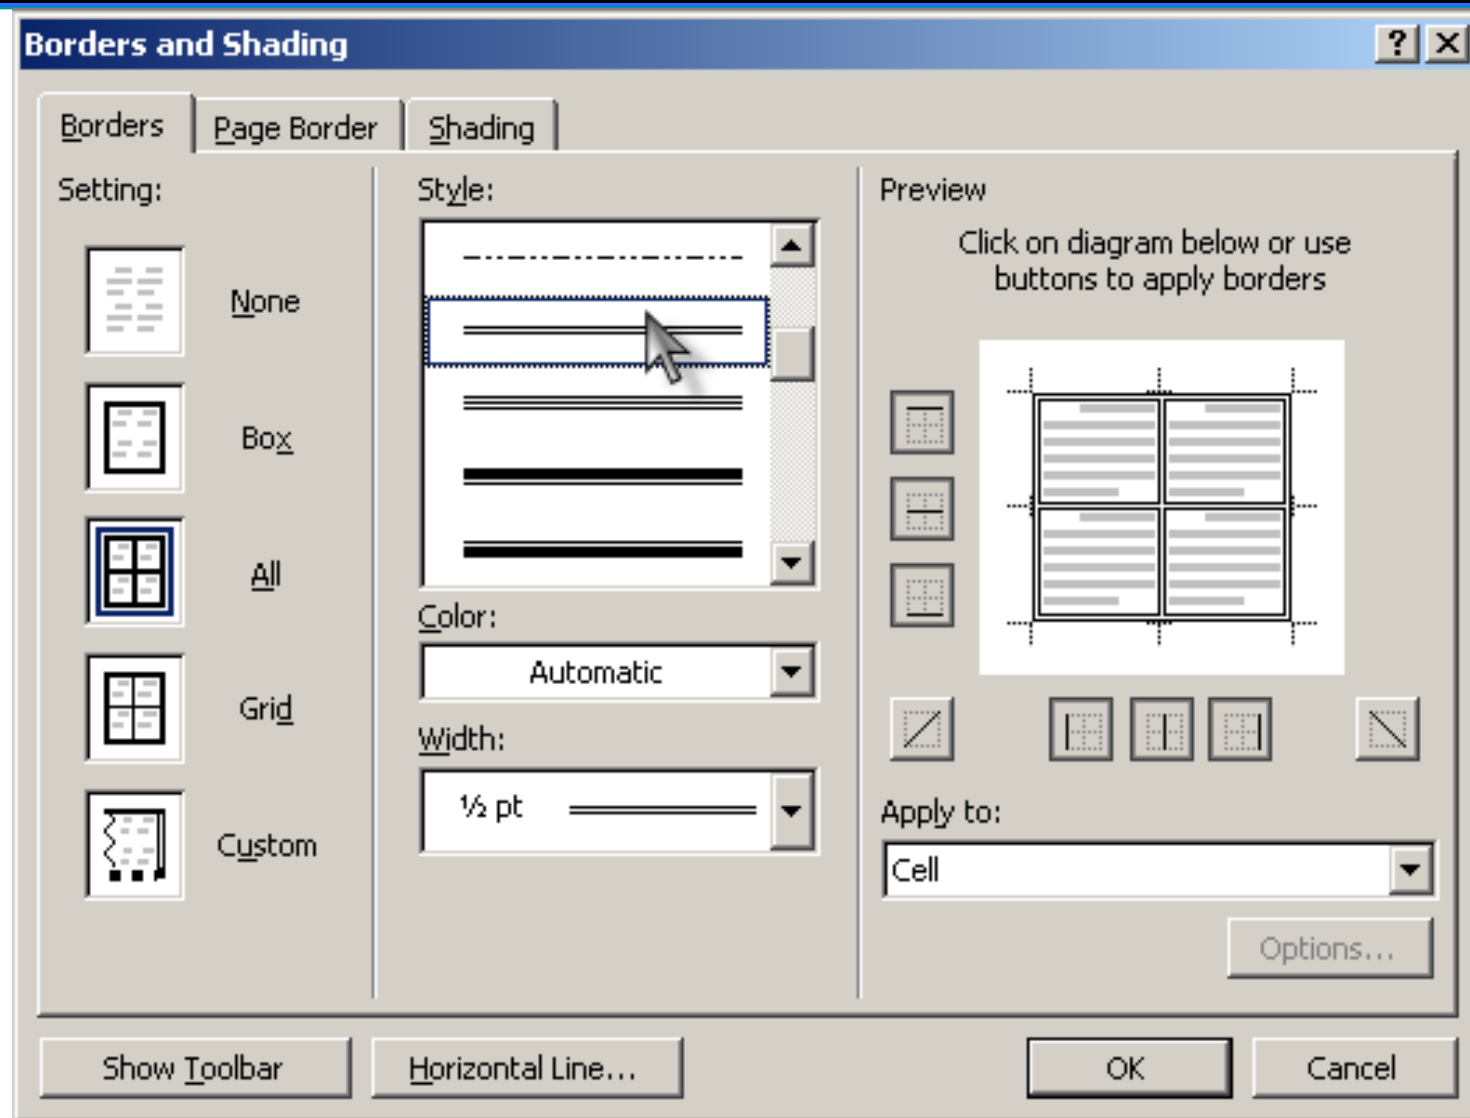 Borders and Shading
Borders
Page Border
Shading
Setting:
None
Box
All
Grid
Custom
Style:
Color:
Automatic
Width:
½ pt
Preview
Click on diagram below or use
buttons to apply borders
Apply to:
Cell
Options...
Show Toolbar
Horizontal Line...
OK
Cancel